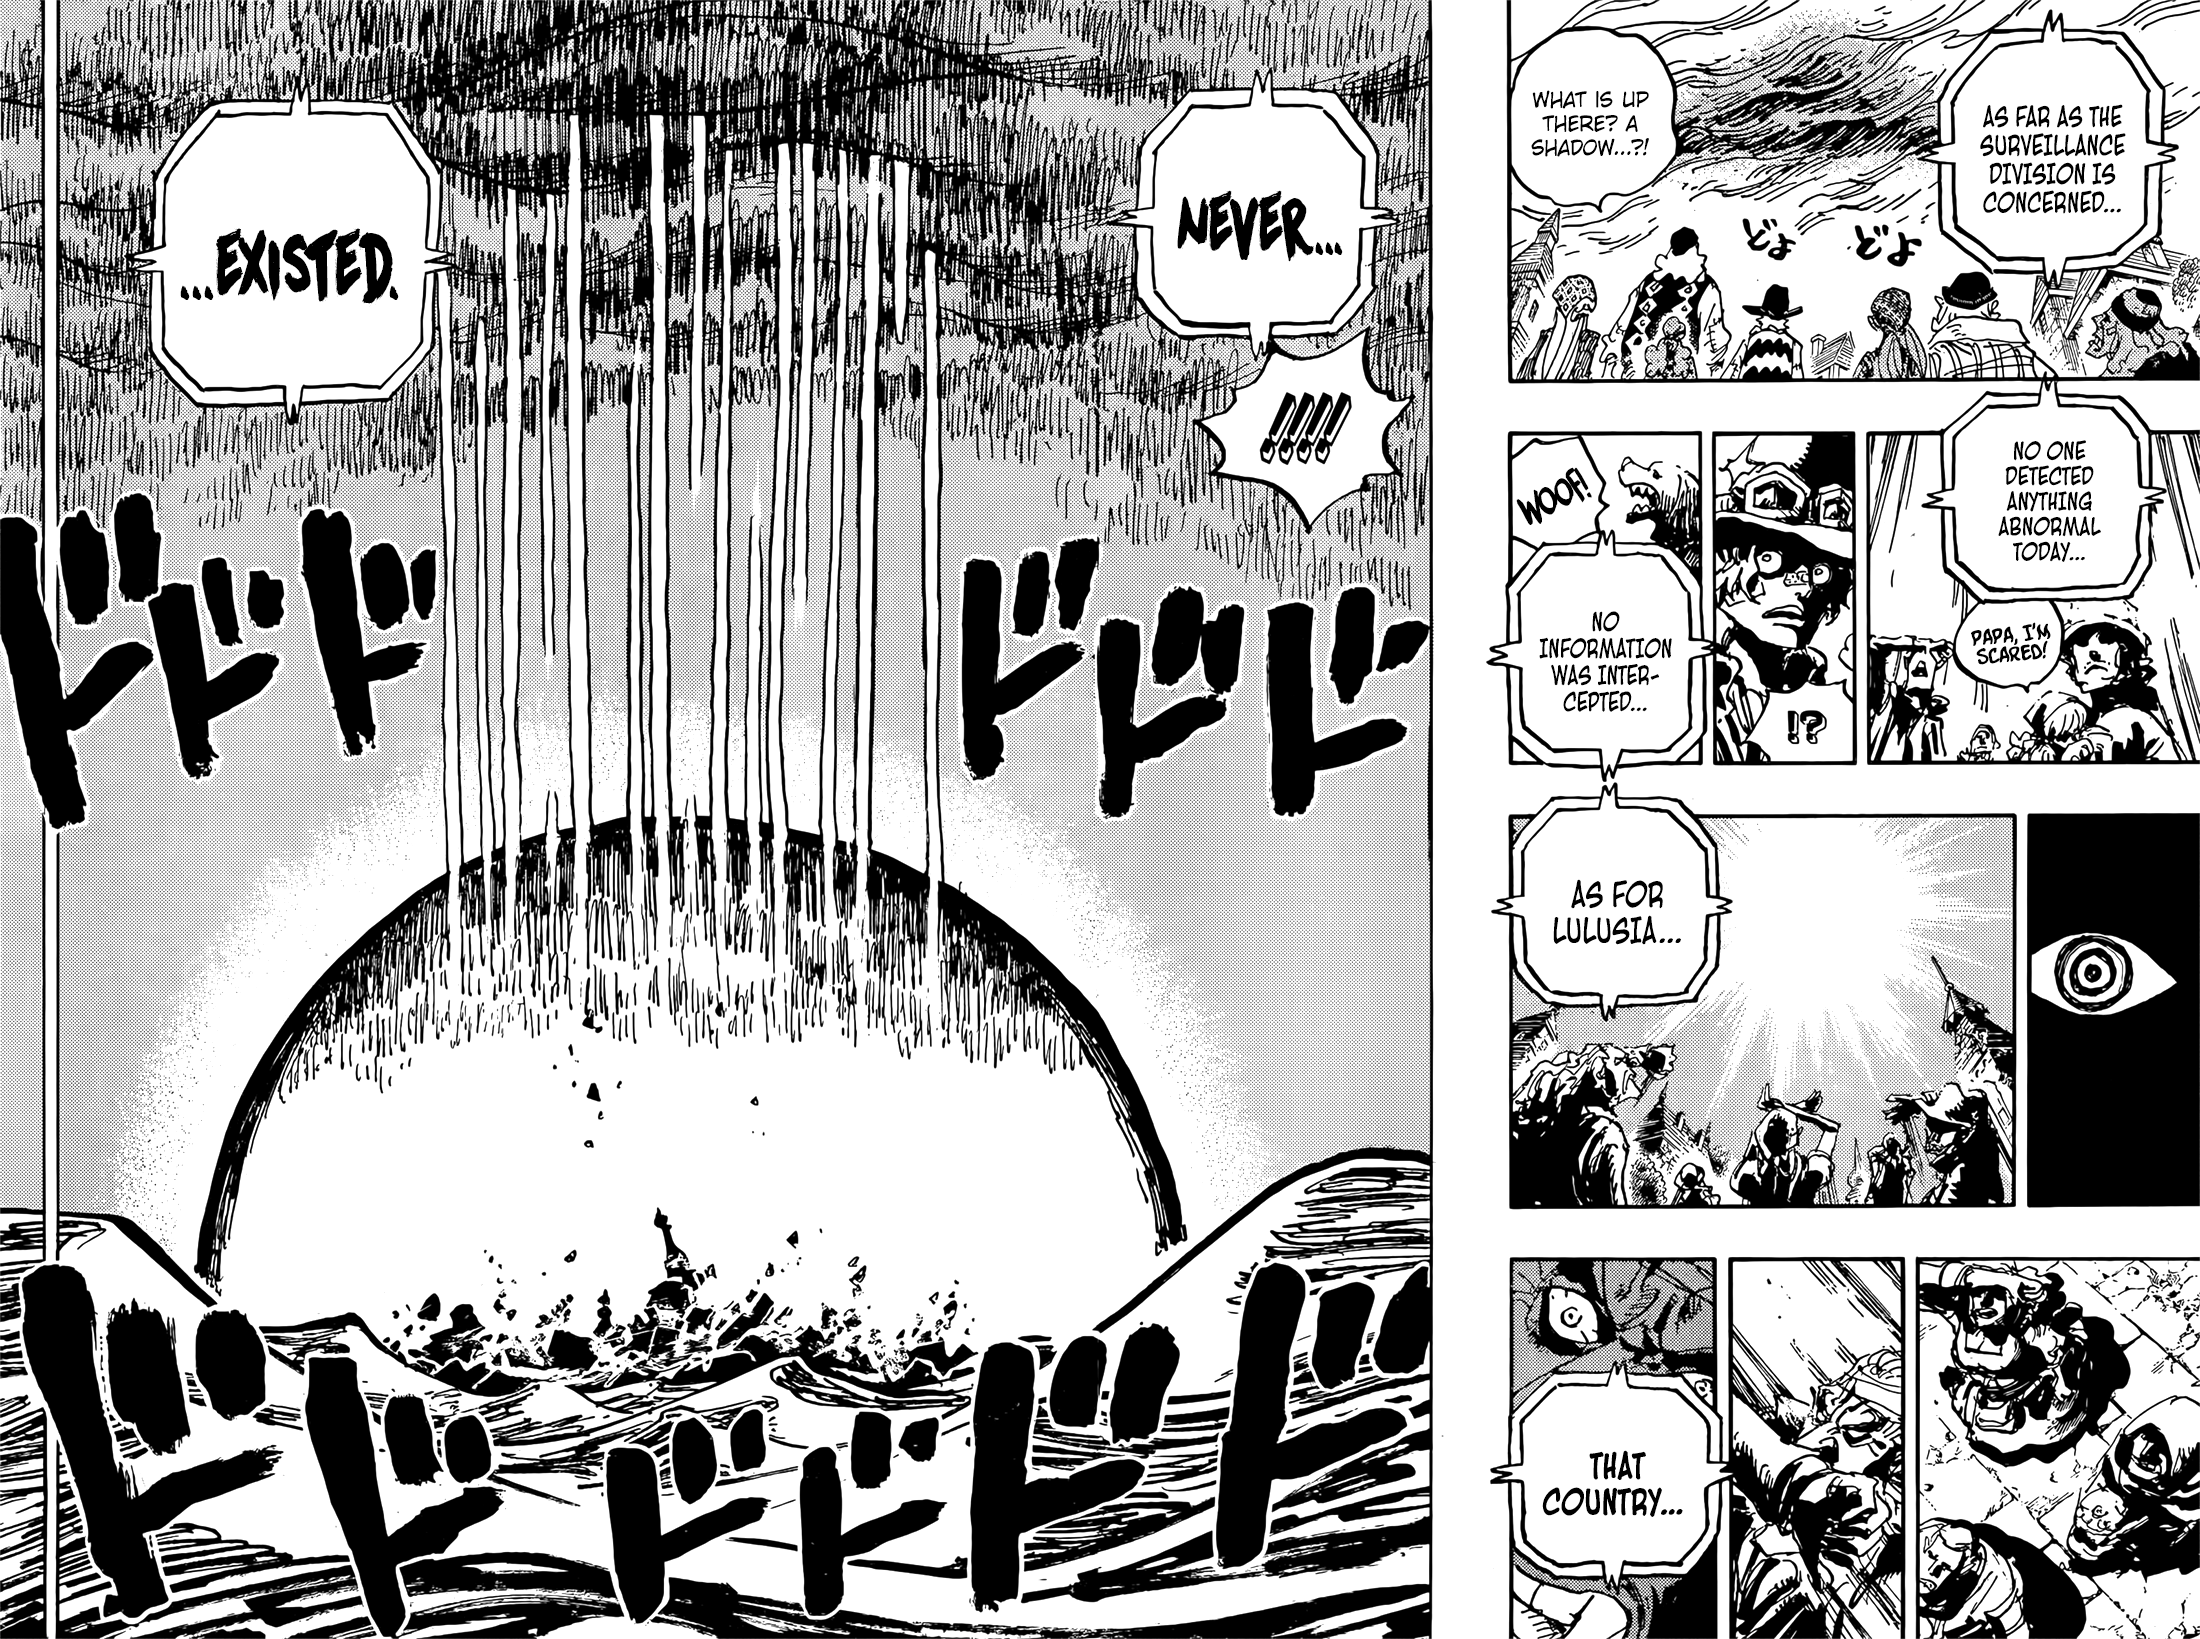 AS FAR AS THE
SURVEILLANCE
DIVISION IS
CONCERNED...
WHAT IS UP
THERE? A
SHADOW...?!
どよ
どよ
NO ONE
DETECTED
ANYTHING
ABNORMAL
TODAY...
PAPA, I'M
SCARED!
!?
WOOF!
NO
INFORMATION
WAS INTER-
CEPTED...
AS FOR
LULUSIA...
THAT
COUNTRY...
NEVER...
!!!!
...EXISTED.
ドドド
ドドド
ドドドドドド